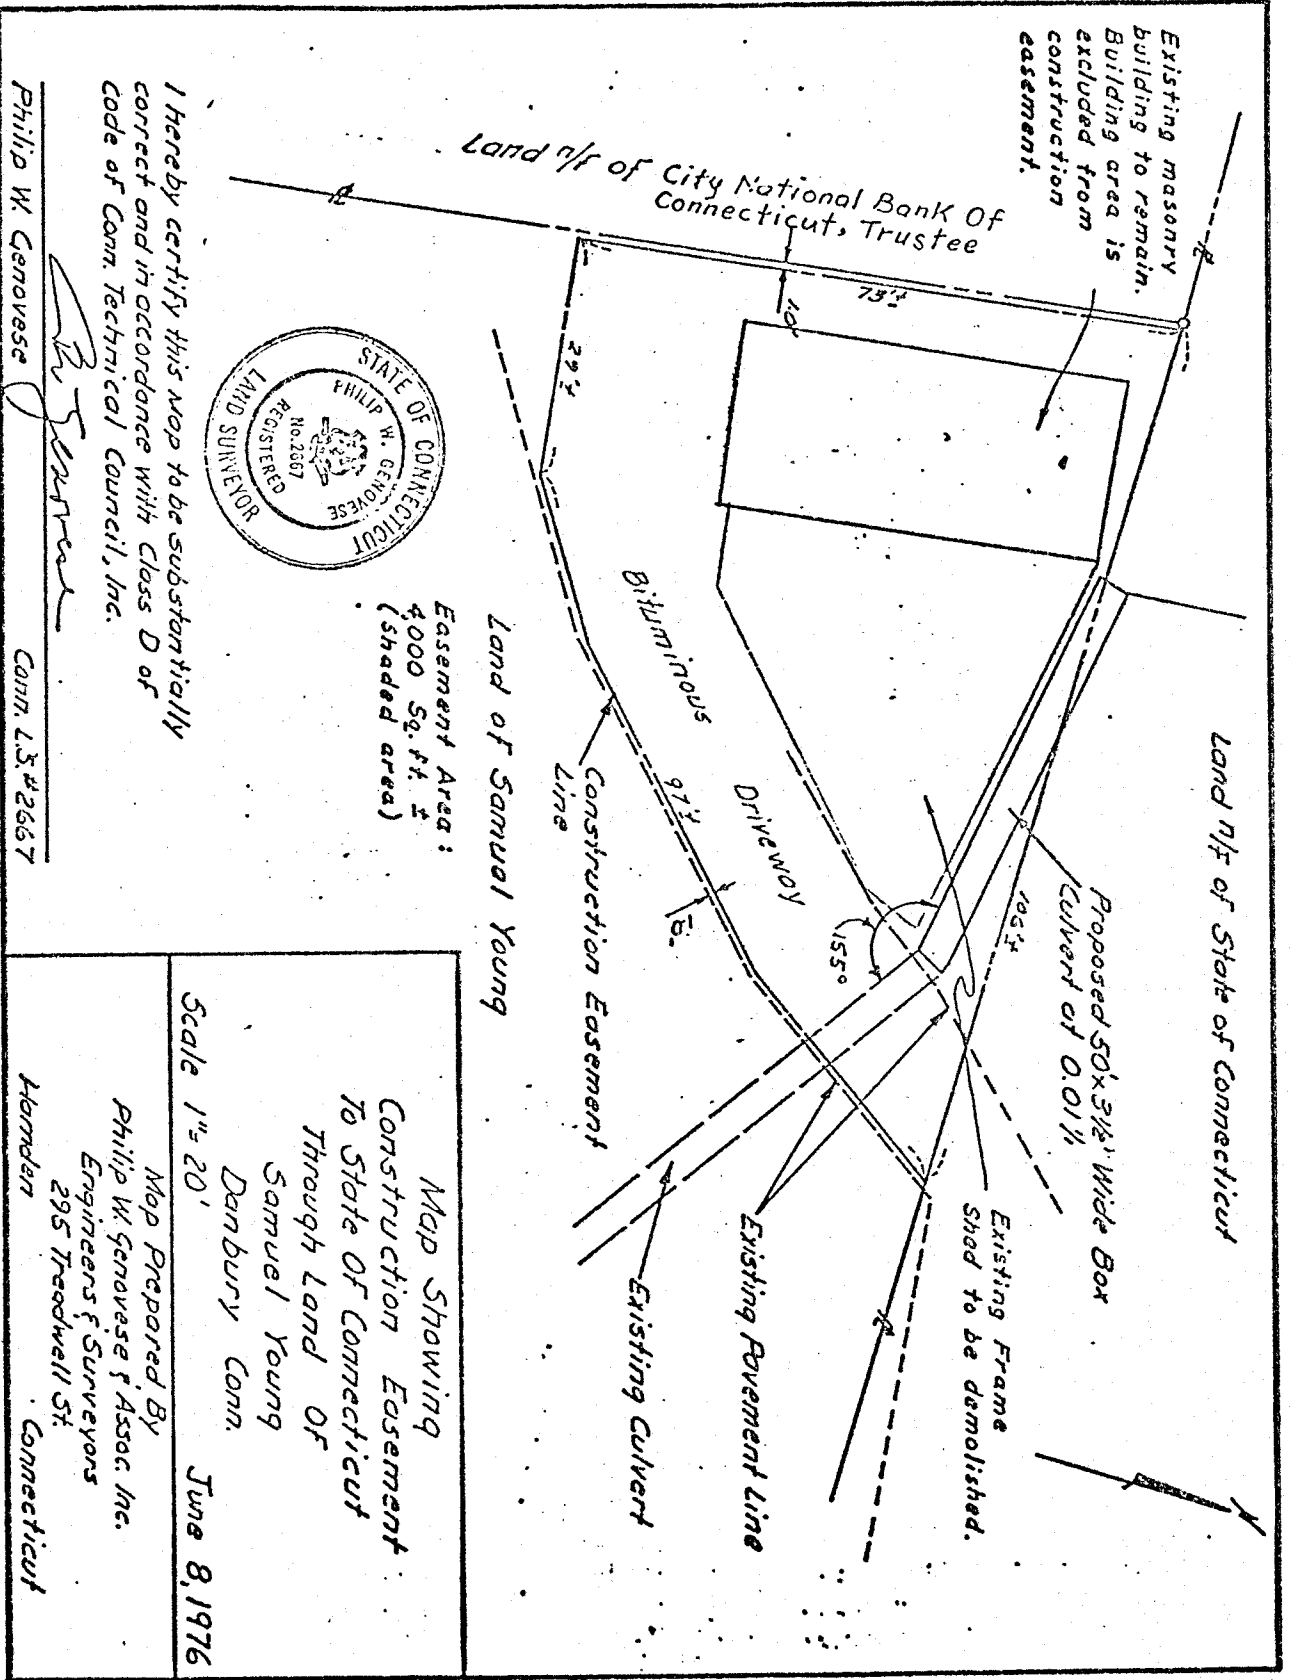 Existing masonry
building to remain.
Building area is
excluded from
construction
easement.
Land n/f of City National Bank Of
Connecticut, Trustee
Land n/f of State of Connecticut
73'±
10'
29'±
106'±
Proposed 50'x3½' Wide Box
Culvert at 0.01%
Existing Frame
Shed to be demolished.
Bituminous
Driveway
155°
97'±
Existing Pavement Line
Existing Culvert
Construction Easement
Line
Land of Samual Young
Easement Area:
4,000 Sq. ft. ±
(shaded area)
STATE OF CONNECTICUT
PHILIP W. GENOVESE
No. 2667
REGISTERED
LAND SURVEYOR
I hereby certify this map to be substantially
correct and in accordance with Class D of
Code of Conn. Technical Council, Inc.
Philip W. Genovese Conn. L.S. #2667
Map Showing
Construction Easement
To State Of Connecticut
Through Land Of
Samuel Young
Danbury Conn.
Scale 1"= 20' June 8, 1976
Map Prepared By
Philip W. Genovese & Assoc. Inc.
Engineers & Surveyors
295 Treadwell St.
Hamden Connecticut